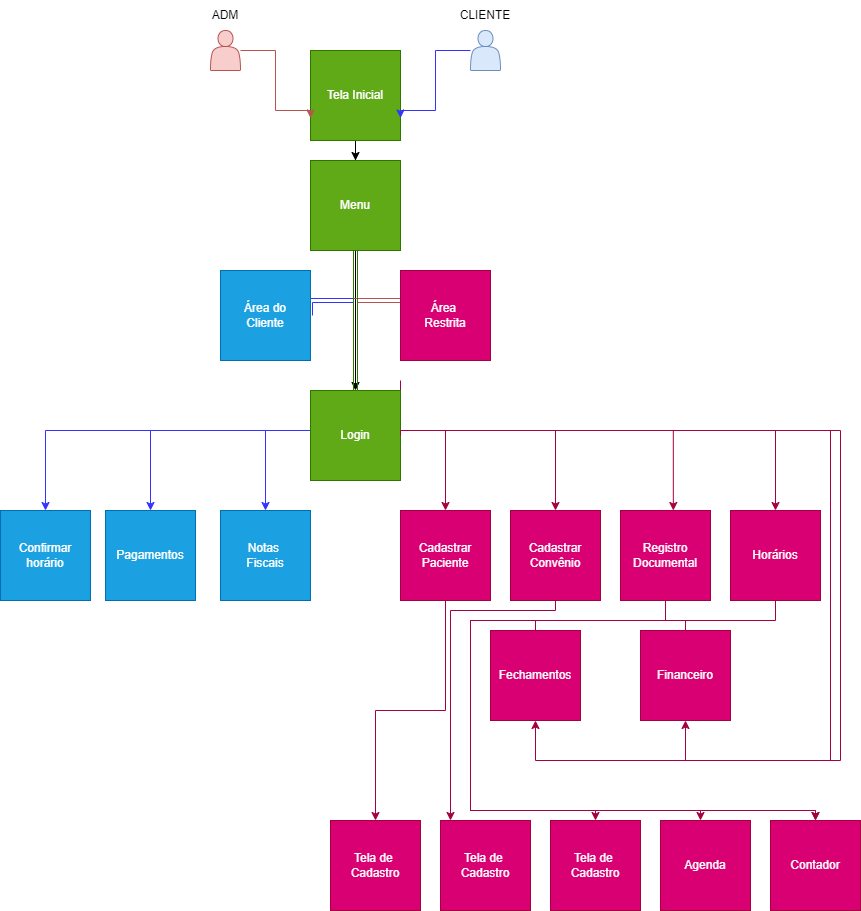 ADM
CLIENTE
Tela Inicial
Menu
Área do
Cliente
Área
Restrita
Login
Confirmar
horário
Pagamentos
Notas
Fiscais
Cadastrar
Paciente
Cadastrar
Convênio
Registro
Documental
Horários
Fechamentos
Financeiro
Tela de
Cadastro
Tela de
Cadastro
Tela de
Cadastro
Agenda
Contador